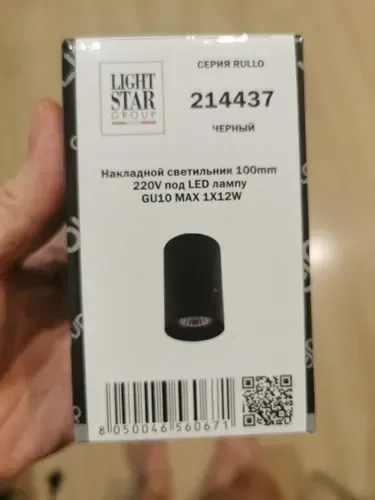 LIGHT
STAR
GROUP
СЕРИЯ RULLO
214437
ЧЕРНЫЙ
Накладной светильник 100mm
220V под LED лампу
GU10 MAX 1X12W
8 050046 560671